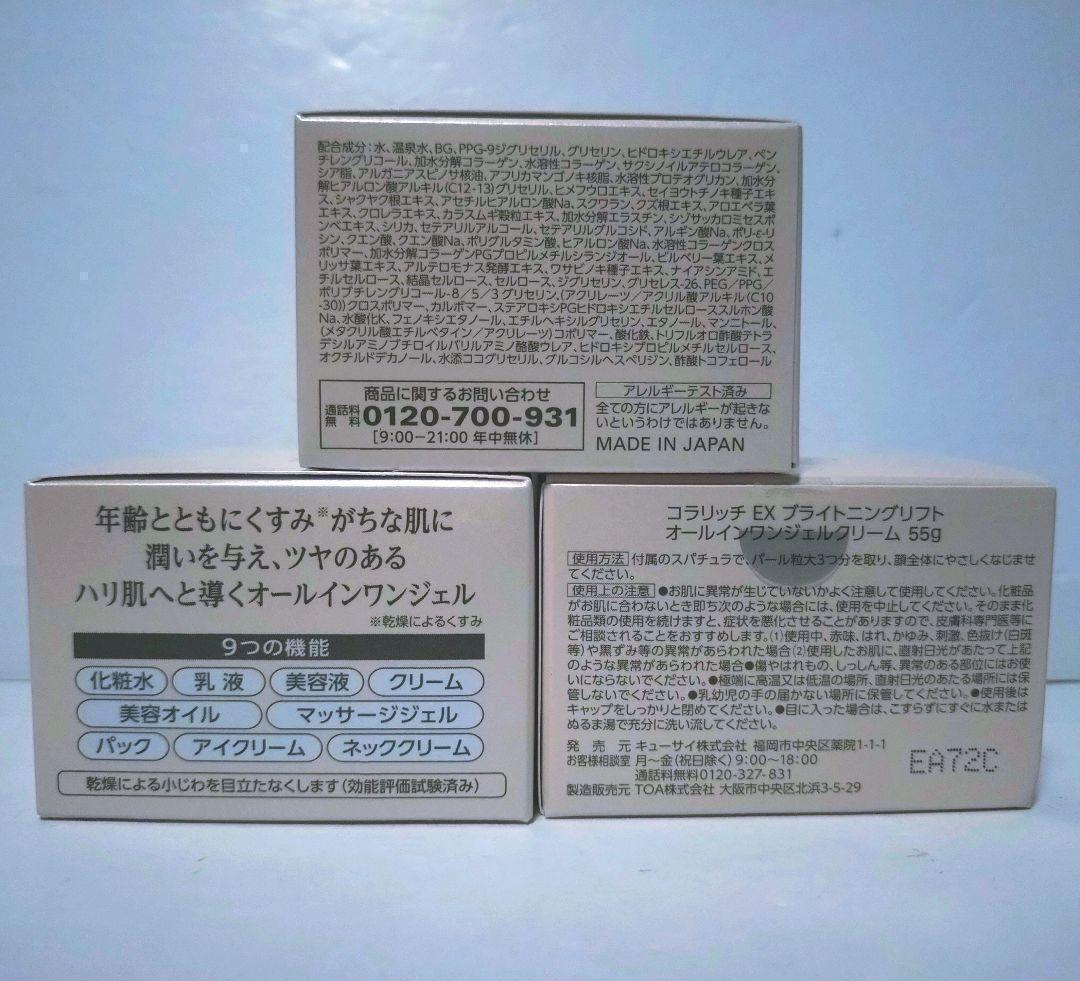 配合成分:水、温泉水、BG、PPG-9ジグリセリル、グリセリン、ヒドロキシエチルウレア、ペン
チレングリコール、加水分解コラーゲン、水溶性コラーゲン、サクシノイルアテロコラーゲン、
シア脂、アルガニアスピノサ核油、アフリカマンゴノキ核脂、水溶性プロテオグリカン、加水分
解ヒアルロン酸アルキル(C12-13)グリセリル、ヒメフウロエキス、セイヨウトチノキ種子エキ
ス、シャクヤク根エキス、アセチルヒアルロン酸Na、スクワラン、クズ根エキス、アロエベラ葉
エキス、クロレラエキス、カラスムギ穀粒エキス、加水分解エラスチン、シゾサッカロミセスポ
ンベエキス、シリカ、セテアリルアルコール、セテアリルグルコシド、アルギン酸Na、ポリ-ε-リ
シン、クエン酸、クエン酸Na、ポリグルタミン酸、ヒアルロン酸Na、水溶性コラーゲンクロス
ポリマー、加水分解コラーゲンPGプロピルメチルシランジオール、ビルベリー葉エキス、メ
リッサ葉エキス、アルテロモナス発酵エキス、ワサビノキ種子エキス、ナイアシンアミド、エ
チルセルロース、結晶セルロース、セルロース、ジグリセリン、グリセレス-26、PEG/PPG/
ポリブチレングリコール-8/5/3グリセリン、(アクリレーツ/アクリル酸アルキル(C10
-30))クロスポリマー、カルボマー、ステアロキシPGヒドロキシエチルセルローススルホン酸
Na、水酸化K、フェノキシエタノール、エチルヘキシルグリセリン、エタノール、マンニトール、
(メタクリル酸エチルベタイン/アクリレーツ)コポリマー、酸化鉄、トリフルオロ酢酸テトラ
デシルアミノブチロイルバリルアミノ酪酸ウレア、ヒドロキシプロピルメチルセルロース、
オクチルドデカノール、水添ココグリセリル、グルコシルヘスペリジン、酢酸トコフェロール
商品に関するお問い合わせ
通話料無料 0120-700-931
[9:00-21:00 年中無休]
アレルギーテスト済み
全ての方にアレルギーが起きな
いというわけではありません。
MADE IN JAPAN
年齢とともにくすみ※がちな肌に
潤いを与え、ツヤのある
ハリ肌へと導くオールインワンジェル
※乾燥によるくすみ
9つの機能
化粧水 乳液 美容液 クリーム
美容オイル マッサージジェル
パック アイクリーム ネッククリーム
乾燥による小じわを目立たなくします(効能評価試験済み)
コラリッチ EX ブライトニングリフト
オールインワンジェルクリーム 55g
使用方法 付属のスパチュラで、パール粒大3つ分を取り、顔全体にやさしくなじませ
てください。
使用上の注意 ●お肌に異常が生じていないかよく注意して使用してください。化粧品
がお肌に合わないとき即ち次のような場合には、使用を中止してください。そのまま化
粧品類の使用を続けますと、症状を悪化させることがありますので、皮膚科専門医等に
ご相談されることをおすすめします。(1)使用中、赤味、はれ、かゆみ、刺激、色抜け(白斑
等)や黒ずみ等の異常があらわれた場合(2)使用したお肌に、直射日光があたって上記
のような異常があらわれた場合●傷やはれもの、しっしん等、異常のある部位にはお使
いにならないでください。●極端に高温又は低温の場所、直射日光のあたる場所には保
管しないでください。●乳幼児の手の届かない場所に保管してください。●使用後は
キャップをしっかりと閉めてください。●目に入った場合は、こすらずにすぐに水または
ぬるま湯で充分に洗い流してください。
発売元 キューサイ株式会社 福岡市中央区薬院1-1-1
お客様相談室 月～金(祝日除く)9:00～18:00
通話料無料0120-327-831
製造販売元 TOA株式会社 大阪市中央区北浜3-5-29
EA72C